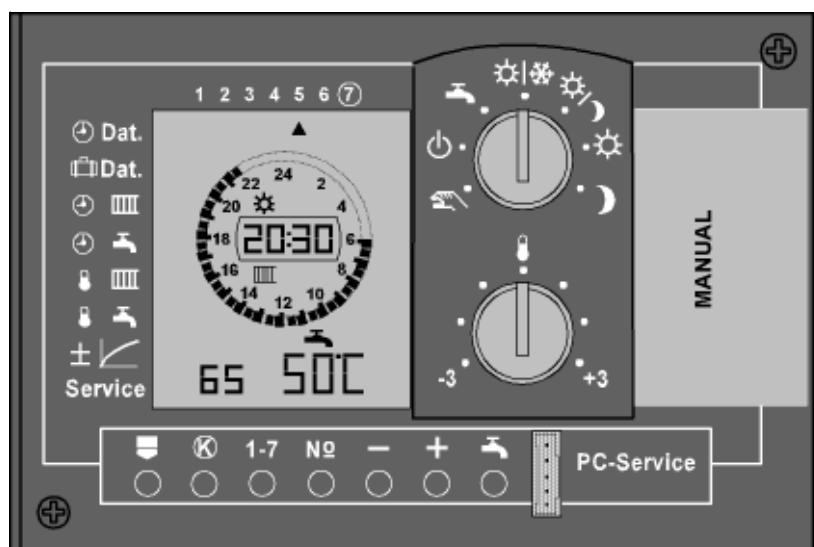 1 2 3 4 5 6 7
Dat.
Dat.
Service
24
22 2
20 4
20:30
18 6
16 8
14 12 10
65 50°C
-3 +3
MANUAL
K 1-7 Nº — +
PC-Service